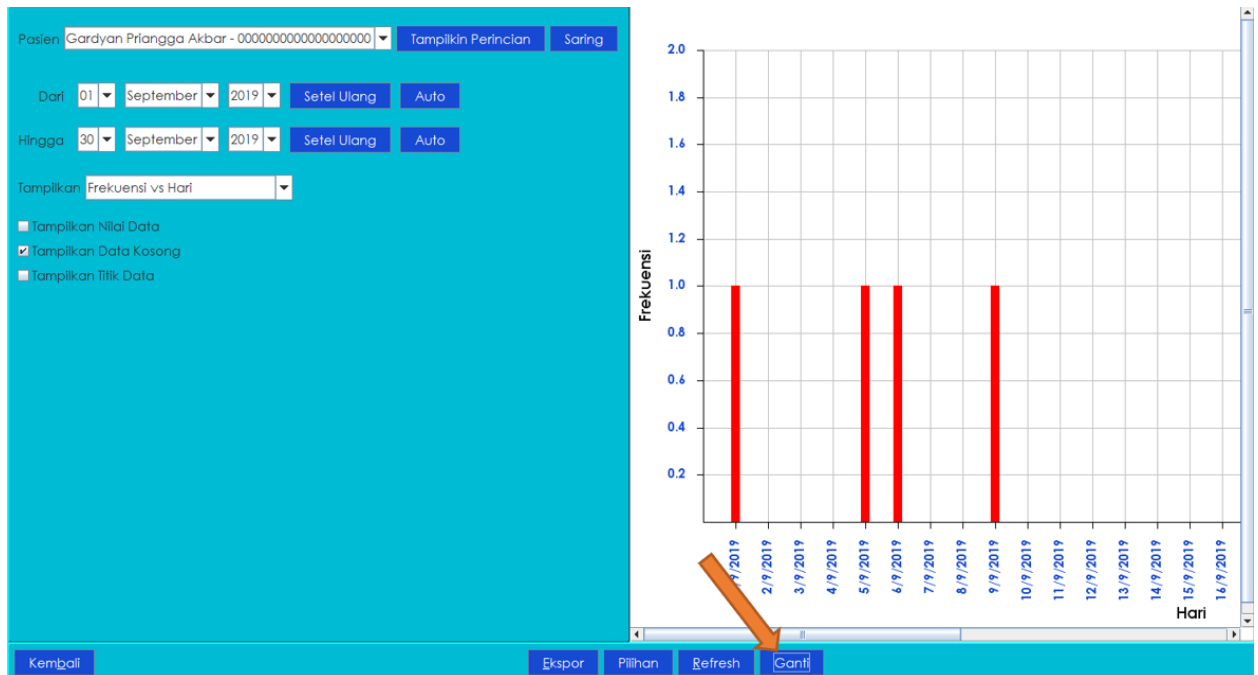 Pasien Gardyan Priangga Akbar - 0000000000000000000 Tampilkin Perincian Saring
Dari 01 September 2019 Setel Ulang Auto
Hingga 30 September 2019 Setel Ulang Auto
Tampilkan Frekuensi vs Hari
Tampilkan Nilai Data
Tampilkan Data Kosong
Tampilkan Titik Data
Frekuensi
2.0
1.8
1.6
1.4
1.2
1.0
0.8
0.6
0.4
0.2
/9/2019
2/9/2019
3/9/2019
4/9/2019
5/9/2019
6/9/2019
7/9/2019
8/9/2019
9/9/2019
10/9/2019
11/9/2019
12/9/2019
13/9/2019
14/9/2019
15/9/2019
16/9/2019
Hari
Kembali Ekspor Pilihan Refresh Ganti